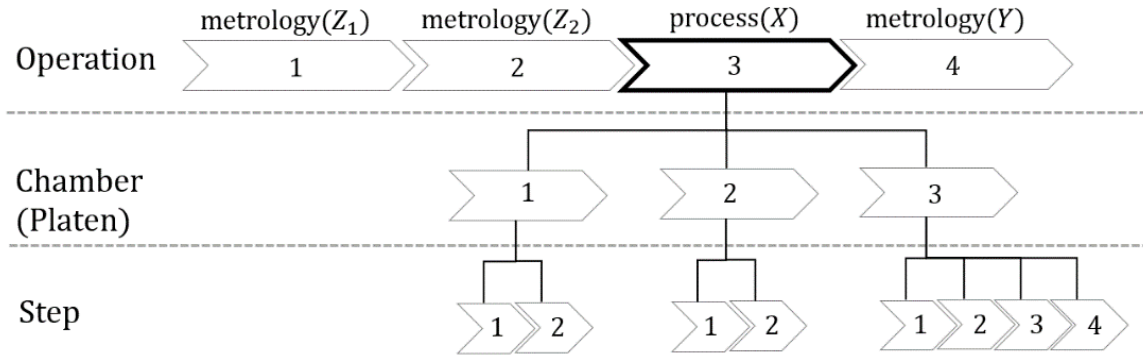 metrology(Z₁) metrology(Z₂) process(X) metrology(Y)
Operation 1 2 3 4
Chamber 1 2 3
(Platen)
Step 1 2 1 2 1 2 3 4